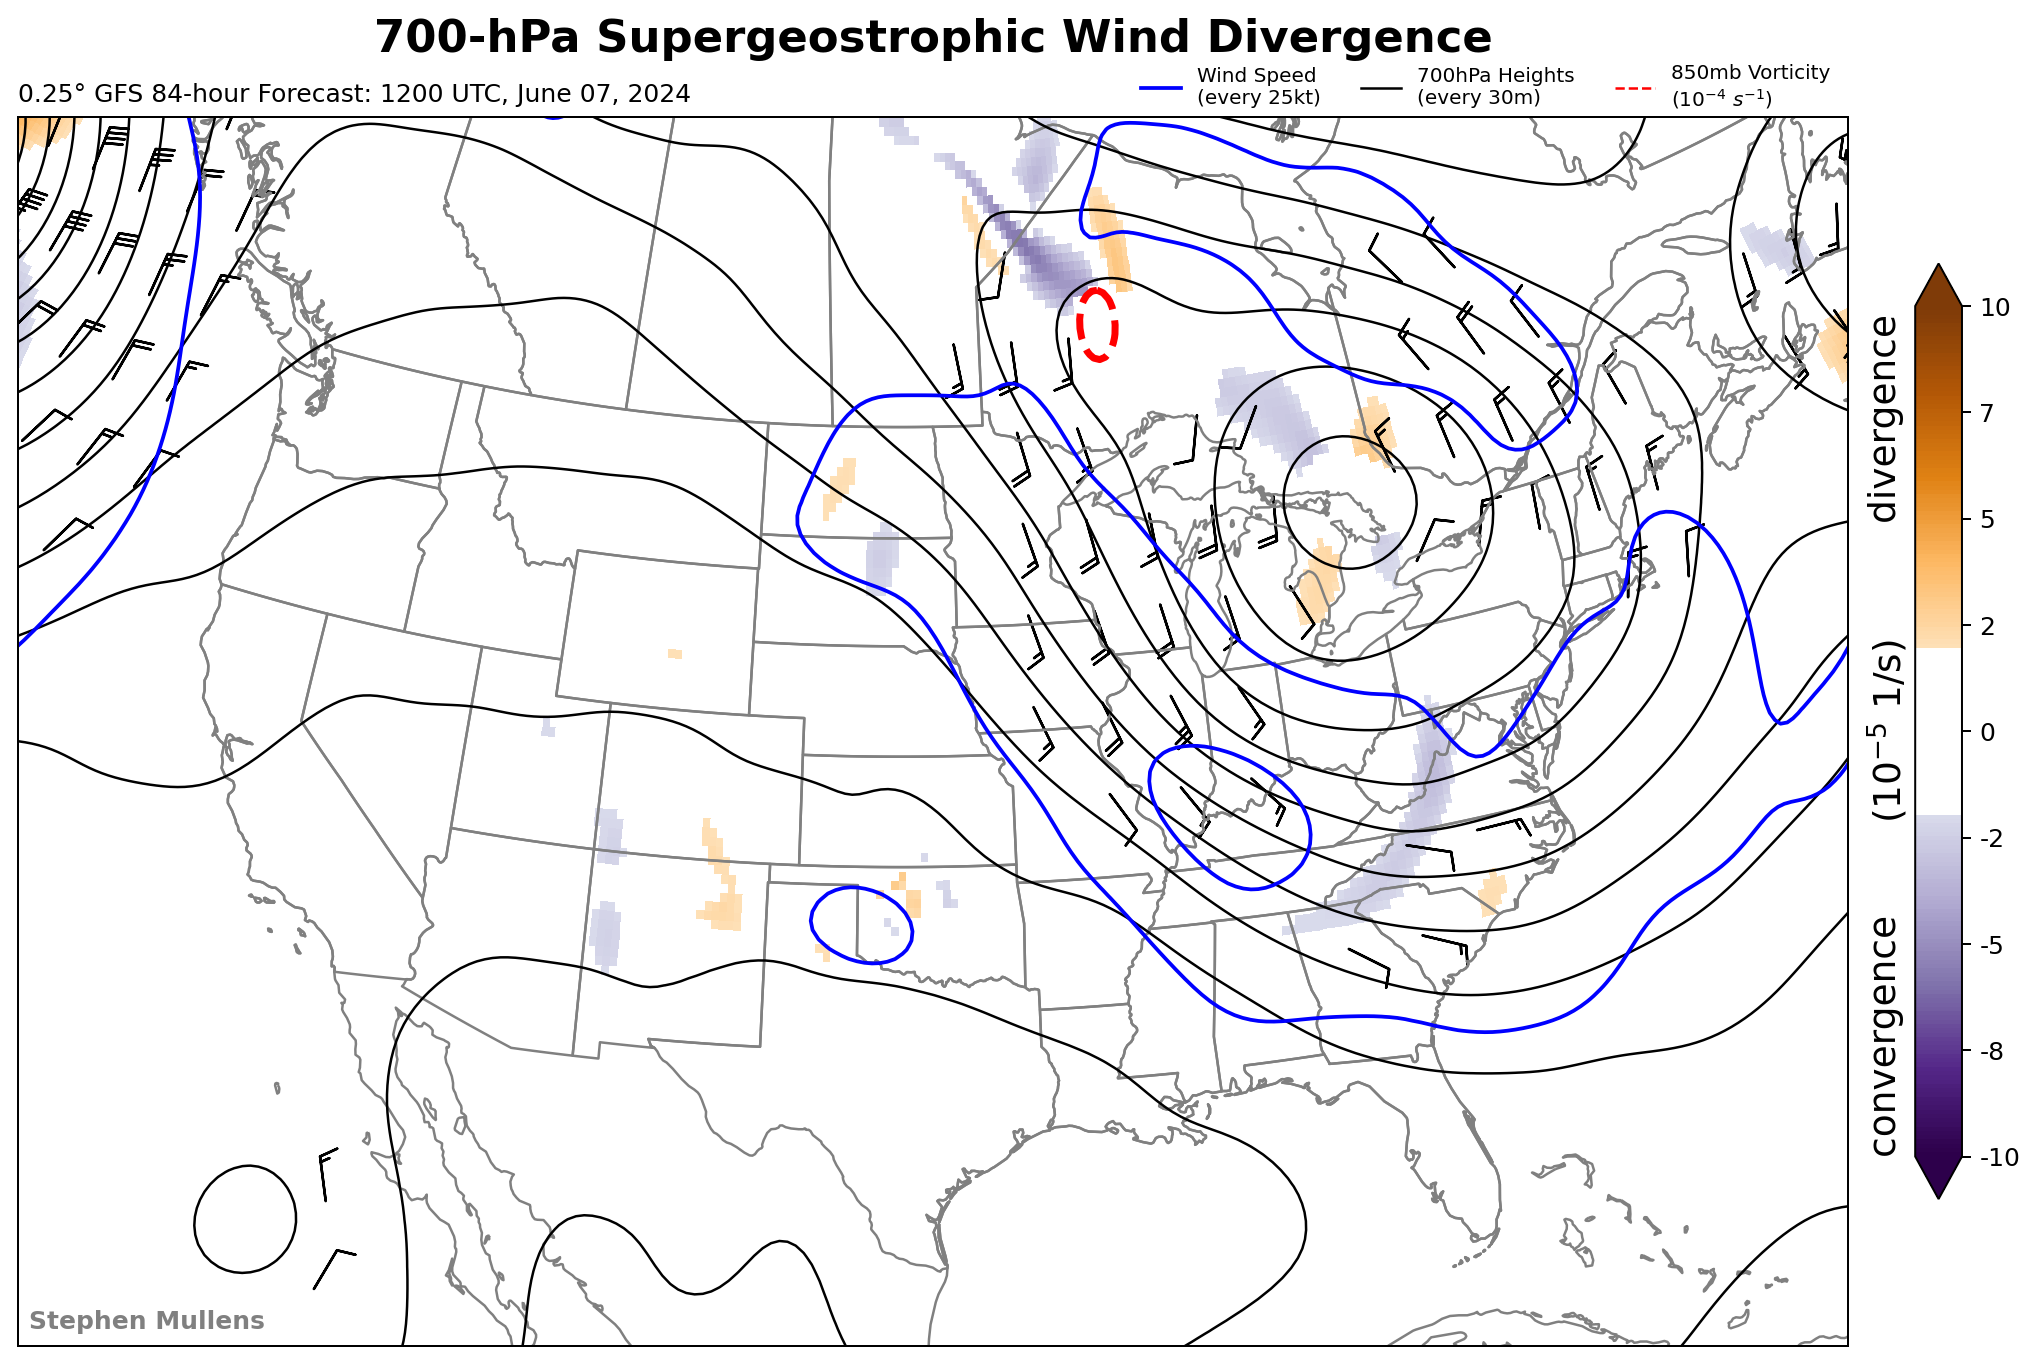 700-hPa Supergeostrophic Wind Divergence
0.25° GFS 84-hour Forecast: 1200 UTC, June 07, 2024
Wind Speed
(every 25kt)
700hPa Heights
(every 30m)
850mb Vorticity
(10⁻⁴ s⁻¹)
10
7
5
2
0
-2
-5
-8
-10
divergence
(10⁻⁵ 1/s)
convergence
Stephen Mullens